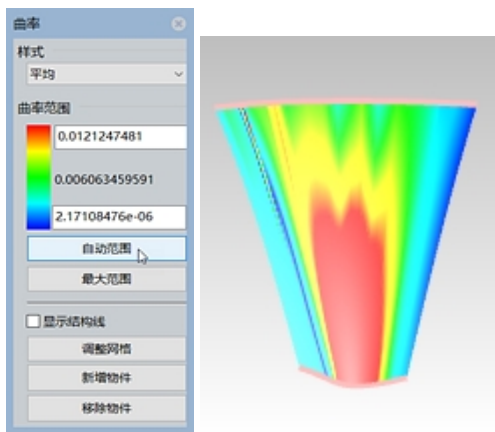 曲率
样式
平均
曲率范围
0.0121247481
0.006063459591
2.17108476e-06
自动范围
最大范围
显示结构线
调整网格
新增物件
移除物件